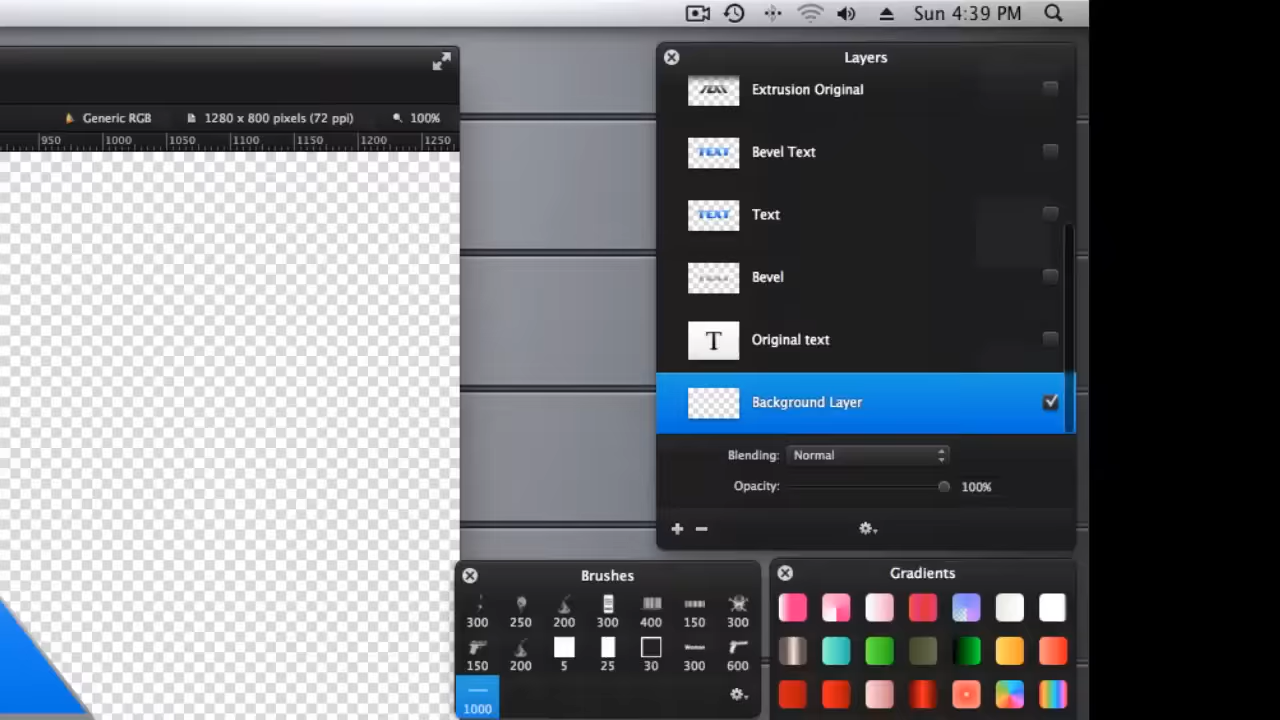 Sun 4:39 PM
Layers
Extrusion Original
Generic RGB 1280 x 800 pixels (72 ppi) 100%
950 1000 1050 1100 1150 1200 1250
TEXT Bevel Text
TEXT Text
Bevel
T Original text
Background Layer
Blending: Normal
Opacity: 100%
Brushes
300 250 200 300 400 150 300
150 200 5 25 30 300 600
1000
Gradients